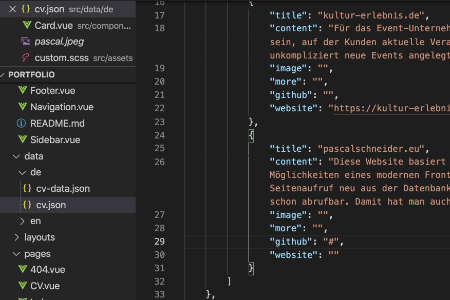 cv.json src/data/de
Card.vue src/compon...
pascal.jpeg
custom.scss src/assets
PORTFOLIO
Footer.vue
Navigation.vue
README.md
Sidebar.vue
data
de
cv-data.json
cv.json
en
layouts
pages
404.vue
CV.vue
16 {
17 "title": "kultur-erlebnis.de",
18 "content": "Für das Event-Unterneh
sein, auf der Kunden aktuelle Vera
unkompliziert neue Events angelegt
19 "image": "",
20 "more": "",
21 "github": "",
22 "website": "https://kultur-erlebni
23 },
24 {
25 "title": "pascalschneider.eu",
26 "content": "Diese Website basiert
Möglichkeiten eines modernen Front
Seitenaufruf neu aus der Datenbank
schon abrufbar. Damit hat man auch
27 "image": "",
28 "more": "",
29 "github": "#",
30 "website": ""
31 }
32 ]
33 },